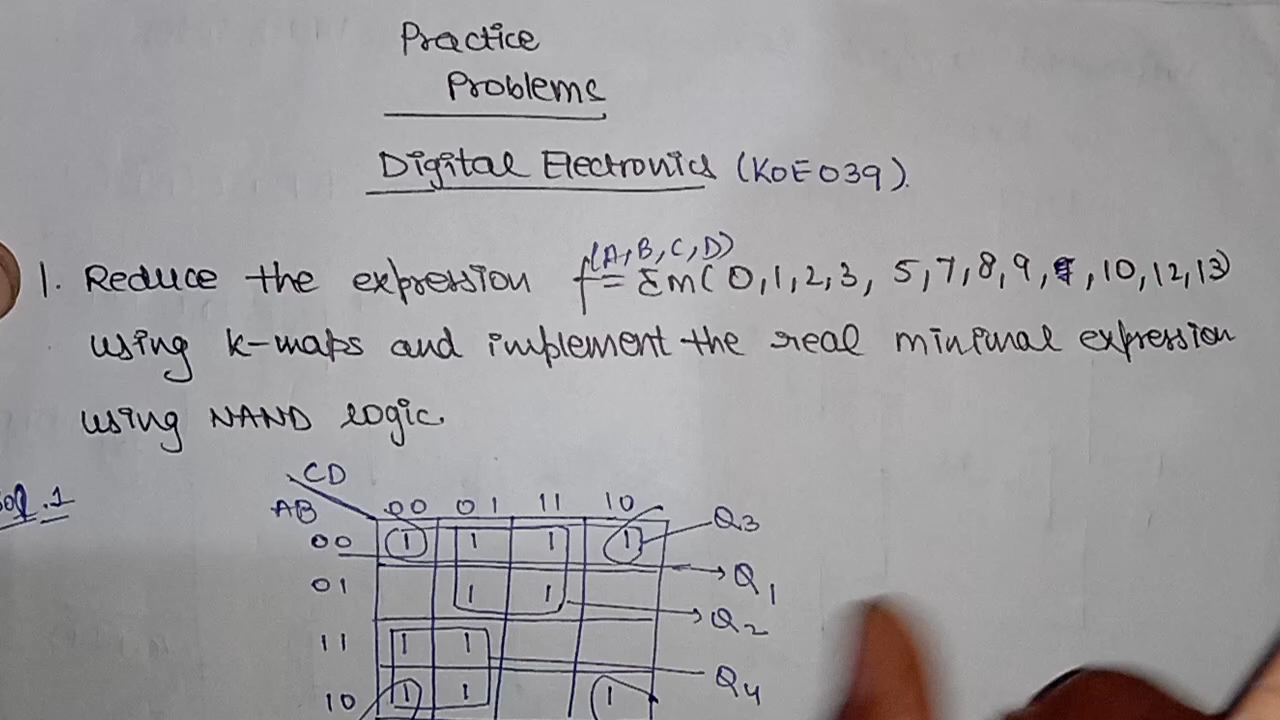 Practice
Problems
Digital Electronics (KOE039).
1. Reduce the expression f(A,B,C,D) = Σm(0,1,2,3, 5,7,8,9, ,10,12,13)
using k-maps and implement the real minimal expression
using NAND logic.
Sol.1
CD
AB 00 01 11 10
00 1 1 1 1 Q3
Q1
01 1 1
Q2
11 1 1
Q4
10 1 1 1